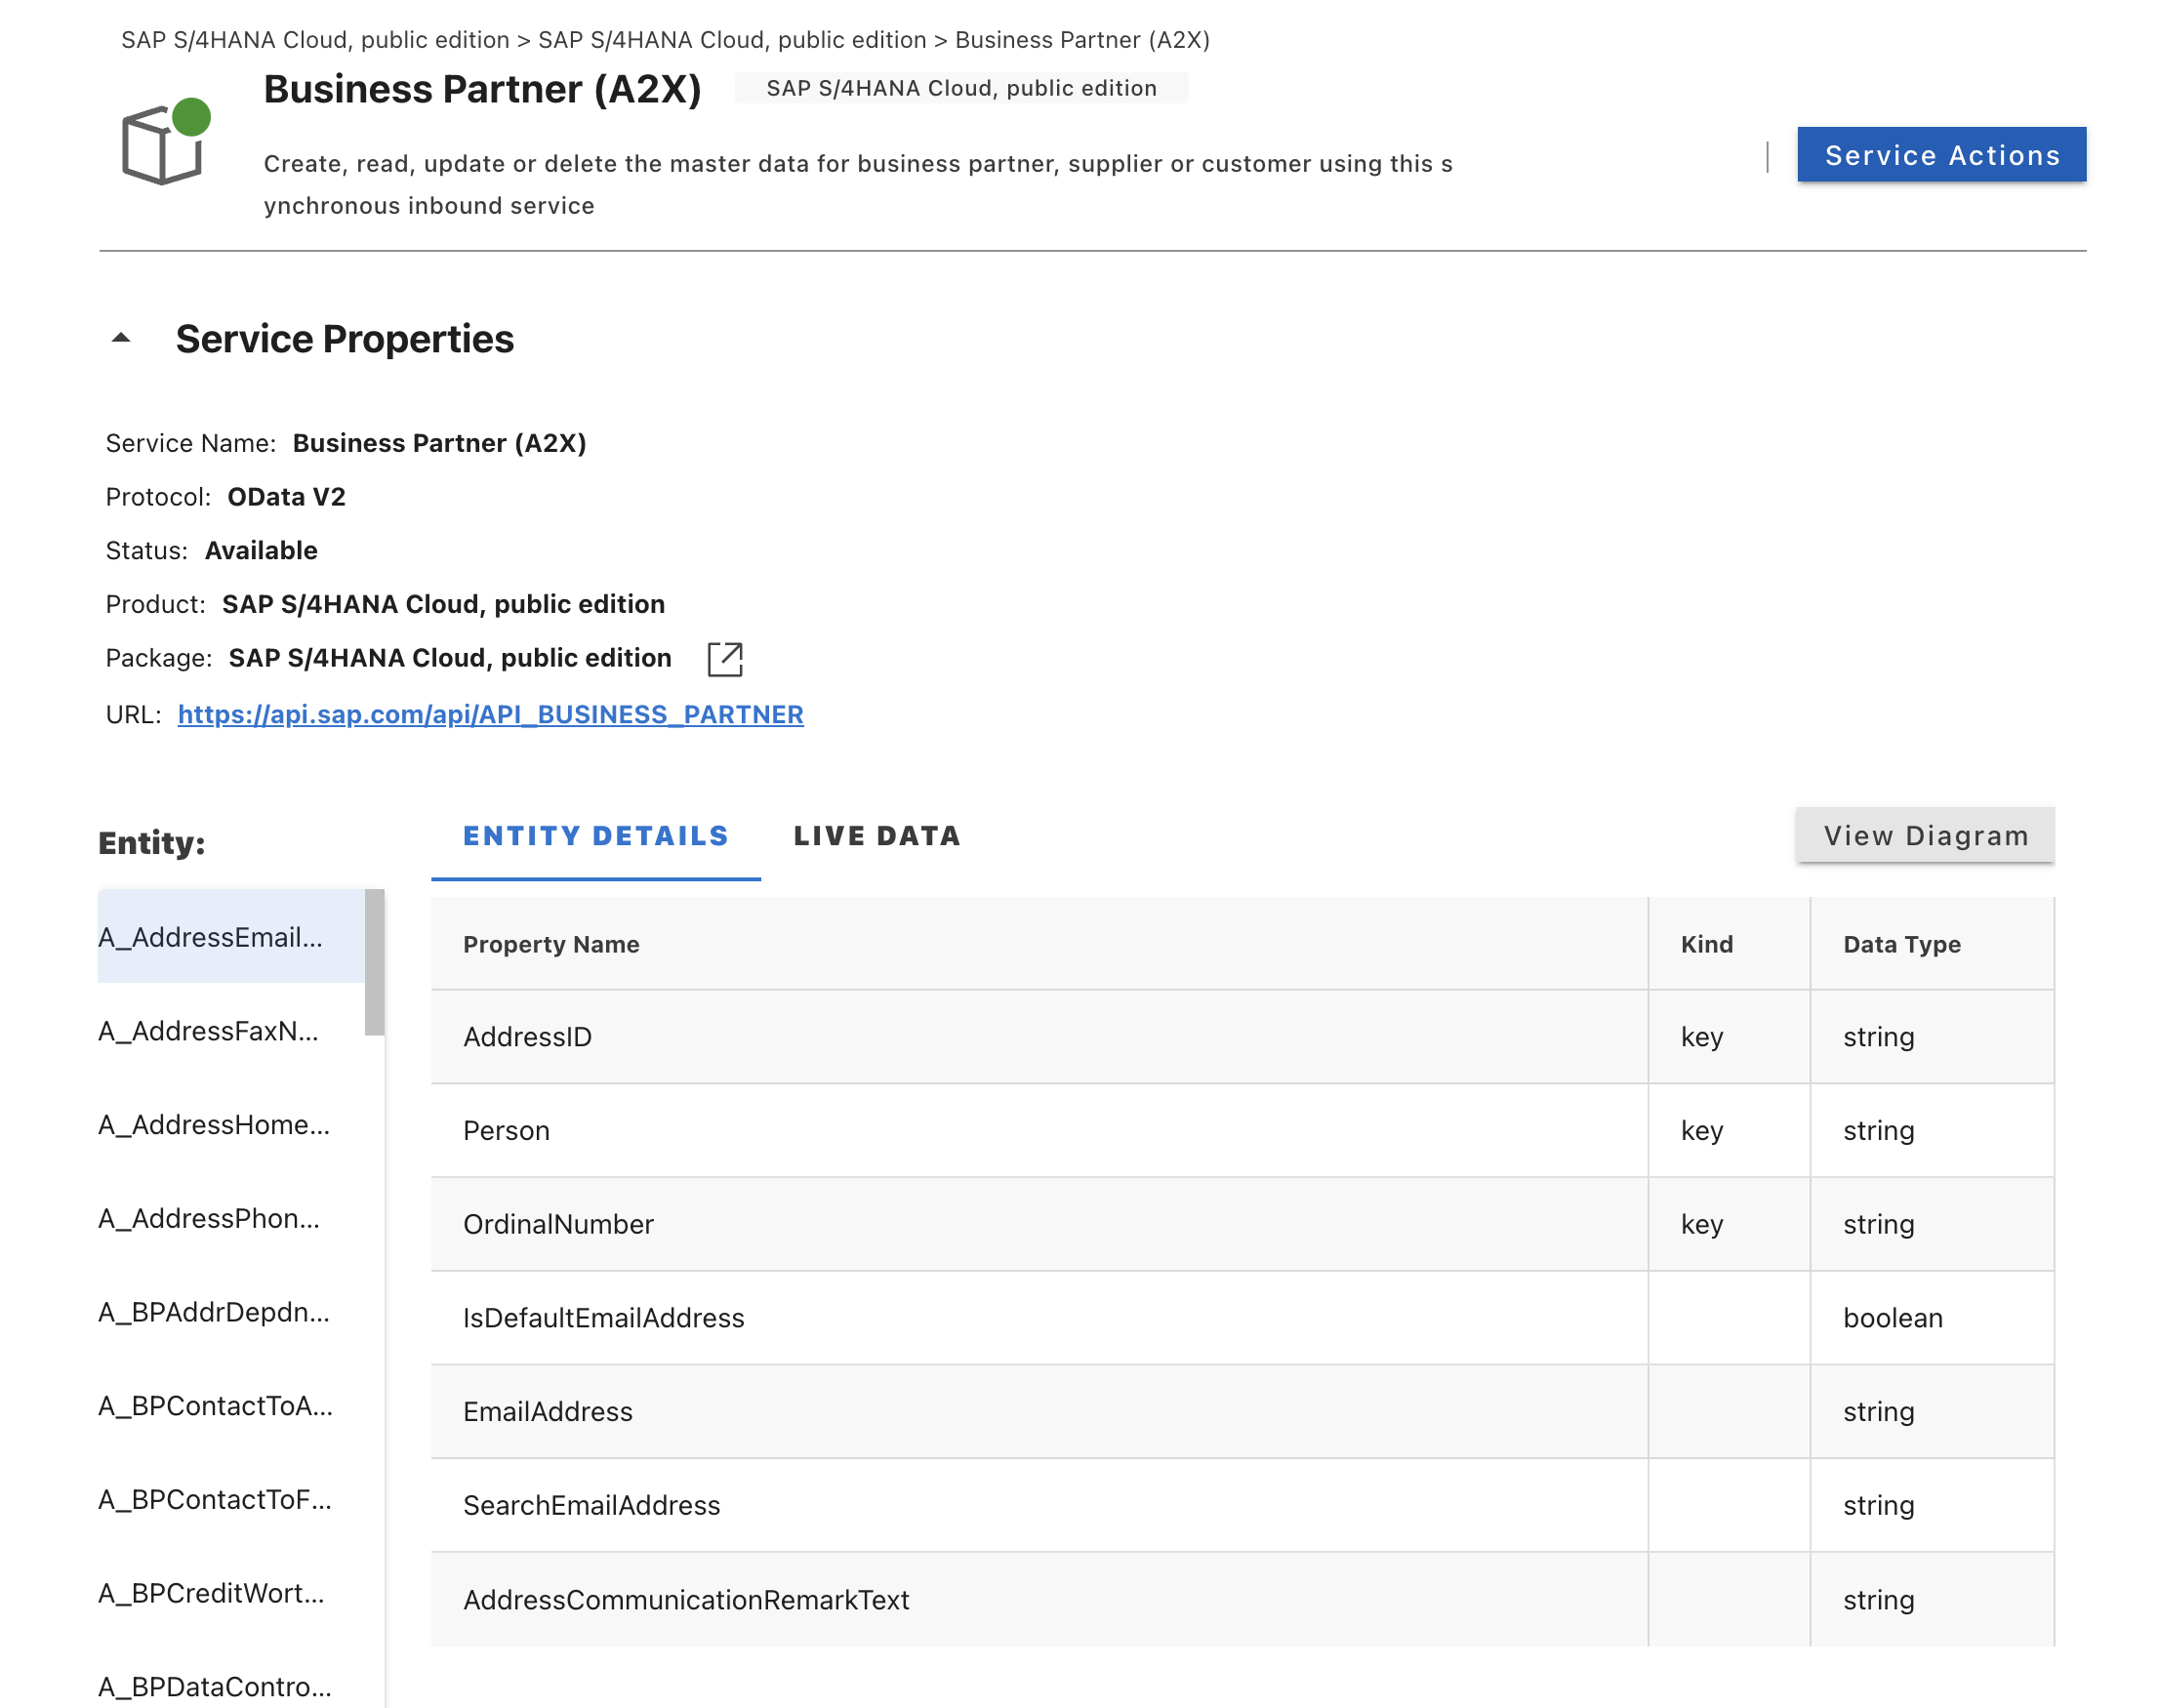 SAP S/4HANA Cloud, public edition > SAP S/4HANA Cloud, public edition > Business Partner (A2X)
Business Partner (A2X) SAP S/4HANA Cloud, public edition
Create, read, update or delete the master data for business partner, supplier or customer using this s
ynchronous inbound service
Service Actions
Service Properties
Service Name: Business Partner (A2X)
Protocol: OData V2
Status: Available
Product: SAP S/4HANA Cloud, public edition
Package: SAP S/4HANA Cloud, public edition
URL: https://api.sap.com/api/API_BUSINESS_PARTNER
Entity:
A_AddressEmail...
A_AddressFaxN...
A_AddressHome...
A_AddressPhon...
A_BPAddrDepdn...
A_BPContactToA...
A_BPContactToF...
A_BPCreditWort...
A_BPDataContro...
ENTITY DETAILS LIVE DATA View Diagram
Property Name Kind Data Type
AddressID key string
Person key string
OrdinalNumber key string
IsDefaultEmailAddress boolean
EmailAddress string
SearchEmailAddress string
AddressCommunicationRemarkText string